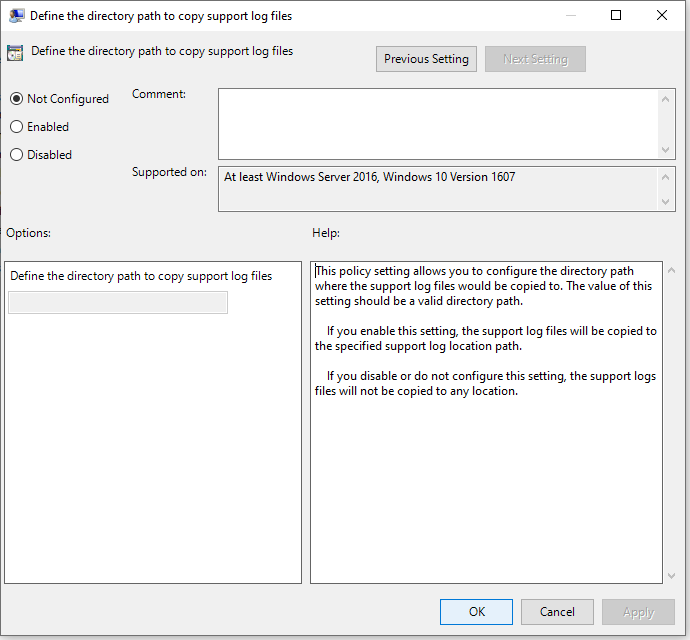 Define the directory path to copy support log files
Define the directory path to copy support log files
Previous Setting
Next Setting
Not Configured
Comment:
Enabled
Disabled
Supported on:
At least Windows Server 2016, Windows 10 Version 1607
Options:
Help:
Define the directory path to copy support log files
This policy setting allows you to configure the directory path
where the support log files would be copied to. The value of this
setting should be a valid directory path.
If you enable this setting, the support log files will be copied to
the specified support log location path.
If you disable or do not configure this setting, the support logs
files will not be copied to any location.
OK
Cancel
Apply